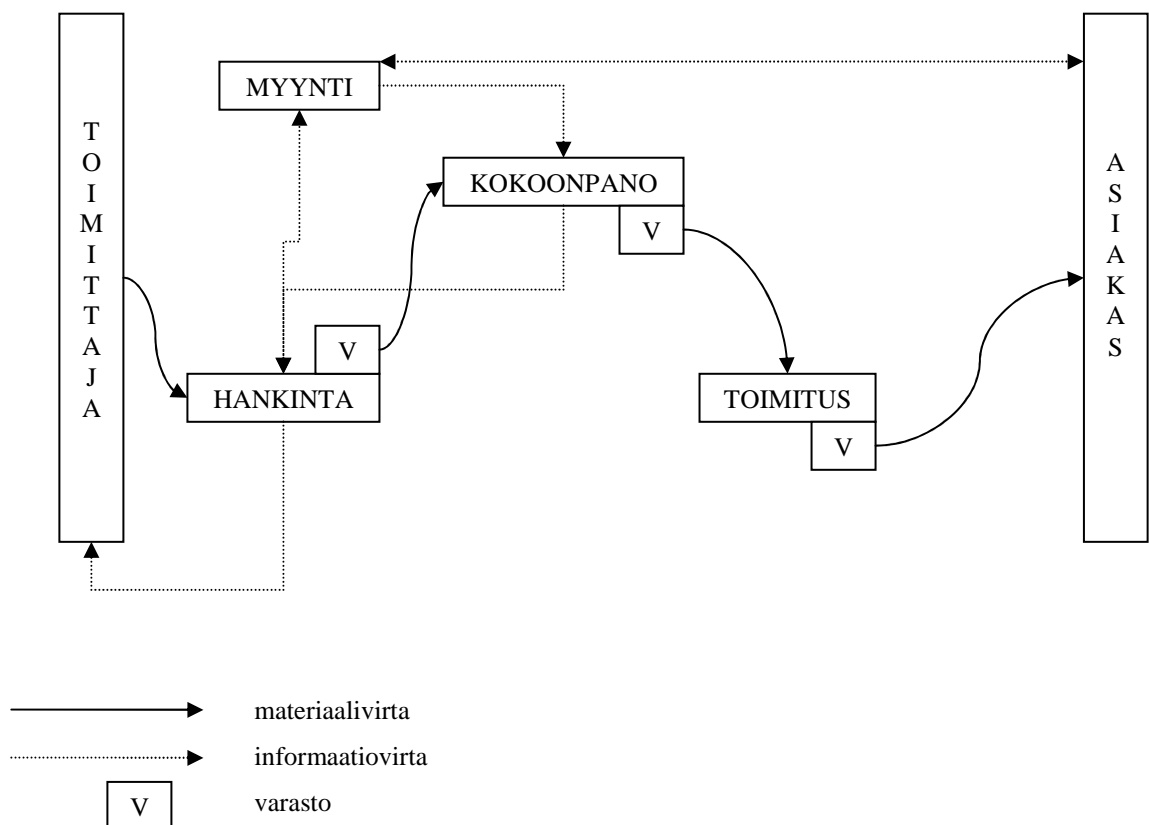 TOIMITTAJA
MYYNTI
KOKOONPANO
V
V
HANKINTA
TOIMITUS
V
ASIAKAS
materiaalivirta
informaatiovirta
V
varasto